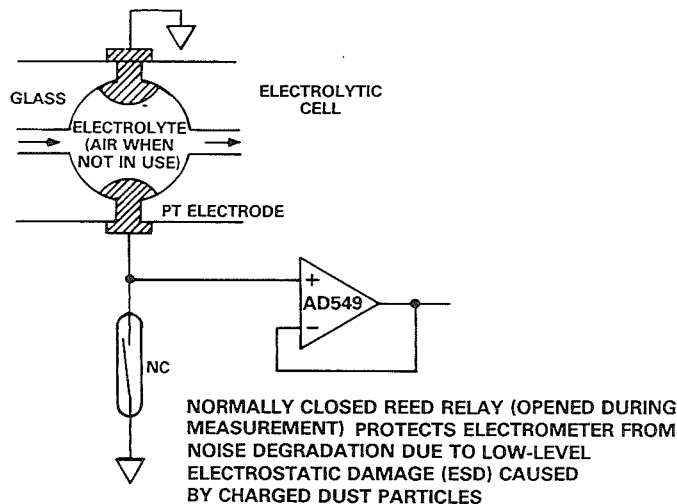 GLASS
ELECTROLYTIC
CELL
ELECTROLYTE
(AIR WHEN
NOT IN USE)
PT ELECTRODE
+
AD549
−
NC
NORMALLY CLOSED REED RELAY (OPENED DURING
MEASUREMENT) PROTECTS ELECTROMETER FROM
NOISE DEGRADATION DUE TO LOW-LEVEL
ELECTROSTATIC DAMAGE (ESD) CAUSED
BY CHARGED DUST PARTICLES